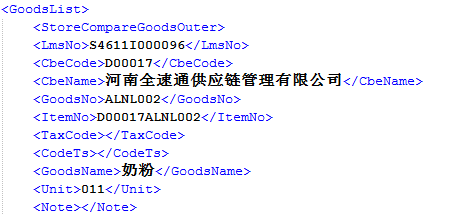 <GoodsList>
<StoreCompareGoodsOuter>
<LmsNo>S4611I000096</LmsNo>
<CbeCode>D00017</CbeCode>
<CbeName>河南全速通供应链管理有限公司</CbeName>
<GoodsNo>ALNL002</GoodsNo>
<ItemNo>D00017ALNL002</ItemNo>
<TaxCode></TaxCode>
<CodeTs></CodeTs>
<GoodsName>奶粉</GoodsName>
<Unit>011</Unit>
<Note></Note>